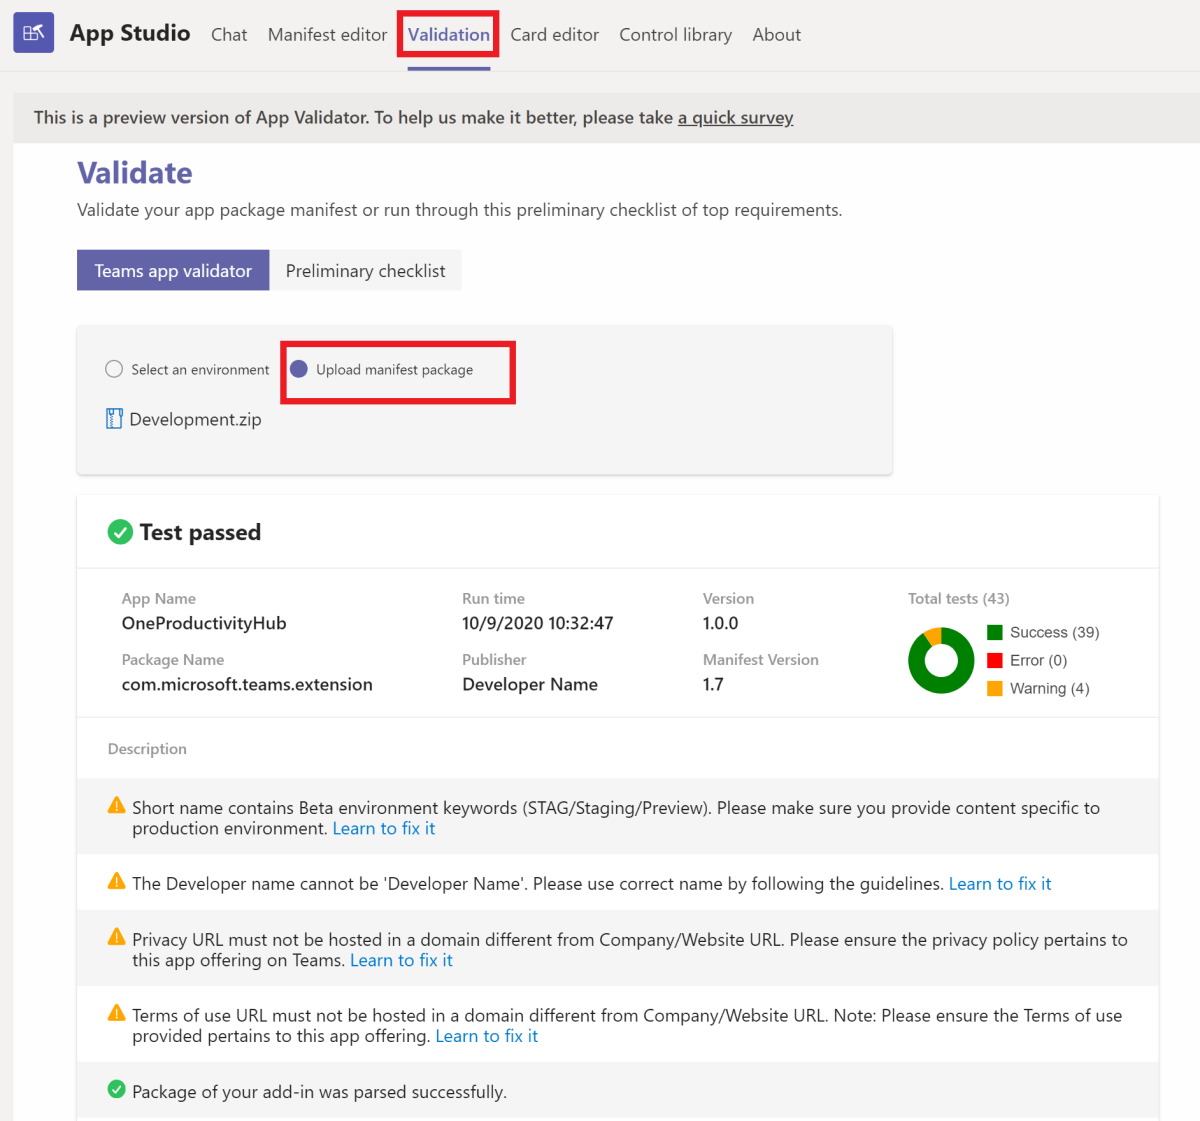 App Studio Chat Manifest editor Validation Card editor Control library About
This is a preview version of App Validator. To help us make it better, please take a quick survey
Validate
Validate your app package manifest or run through this preliminary checklist of top requirements.
Teams app validator Preliminary checklist
Select an environment Upload manifest package
Development.zip
Test passed
App Name Run time Version Total tests (43)
OneProductivityHub 10/9/2020 10:32:47 1.0.0 Success (39)
Package Name Publisher Manifest Version Error (0)
com.microsoft.teams.extension Developer Name 1.7 Warning (4)
Description
Short name contains Beta environment keywords (STAG/Staging/Preview). Please make sure you provide content specific to
production environment. Learn to fix it
The Developer name cannot be 'Developer Name'. Please use correct name by following the guidelines. Learn to fix it
Privacy URL must not be hosted in a domain different from Company/Website URL. Please ensure the privacy policy pertains to
this app offering on Teams. Learn to fix it
Terms of use URL must not be hosted in a domain different from Company/Website URL. Note: Please ensure the Terms of use
provided pertains to this app offering. Learn to fix it
Package of your add-in was parsed successfully.